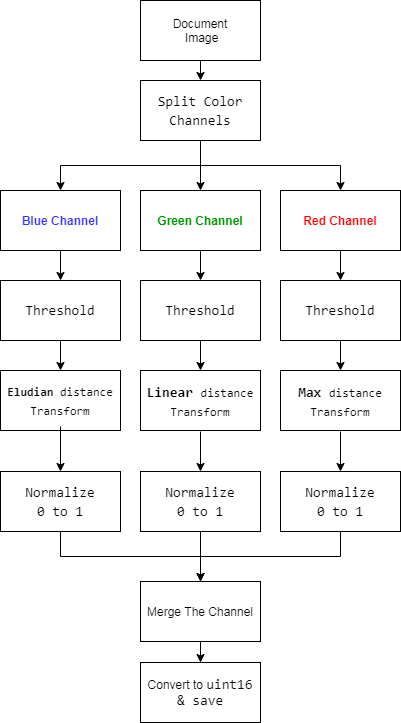 Document
Image
Split Color
Channels
Blue Channel
Green Channel
Red Channel
Threshold
Threshold
Threshold
Eludian distance
Transform
Linear distance
Transform
Max distance
Transform
Normalize
0 to 1
Normalize
0 to 1
Normalize
0 to 1
Merge The Channel
Convert to uint16
& save